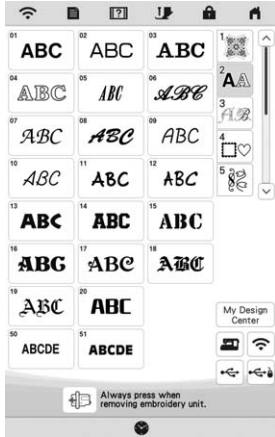 01 ABC 02 ABC 03 ABC 1
04 ABC 05 ABC 06 ABC 2 AA
07 ABC 08 ABC 09 ABC 3 A.B.
10 ABC 11 ABC 12 ABC 4
13 ABC 14 ABC 15 ABC 5
16 ABC 17 ABC 18 ABC
19 ABC 20 ABC
My Design
Center
50 ABCDE 51 ABCDE
Always press when
removing embroidery unit.